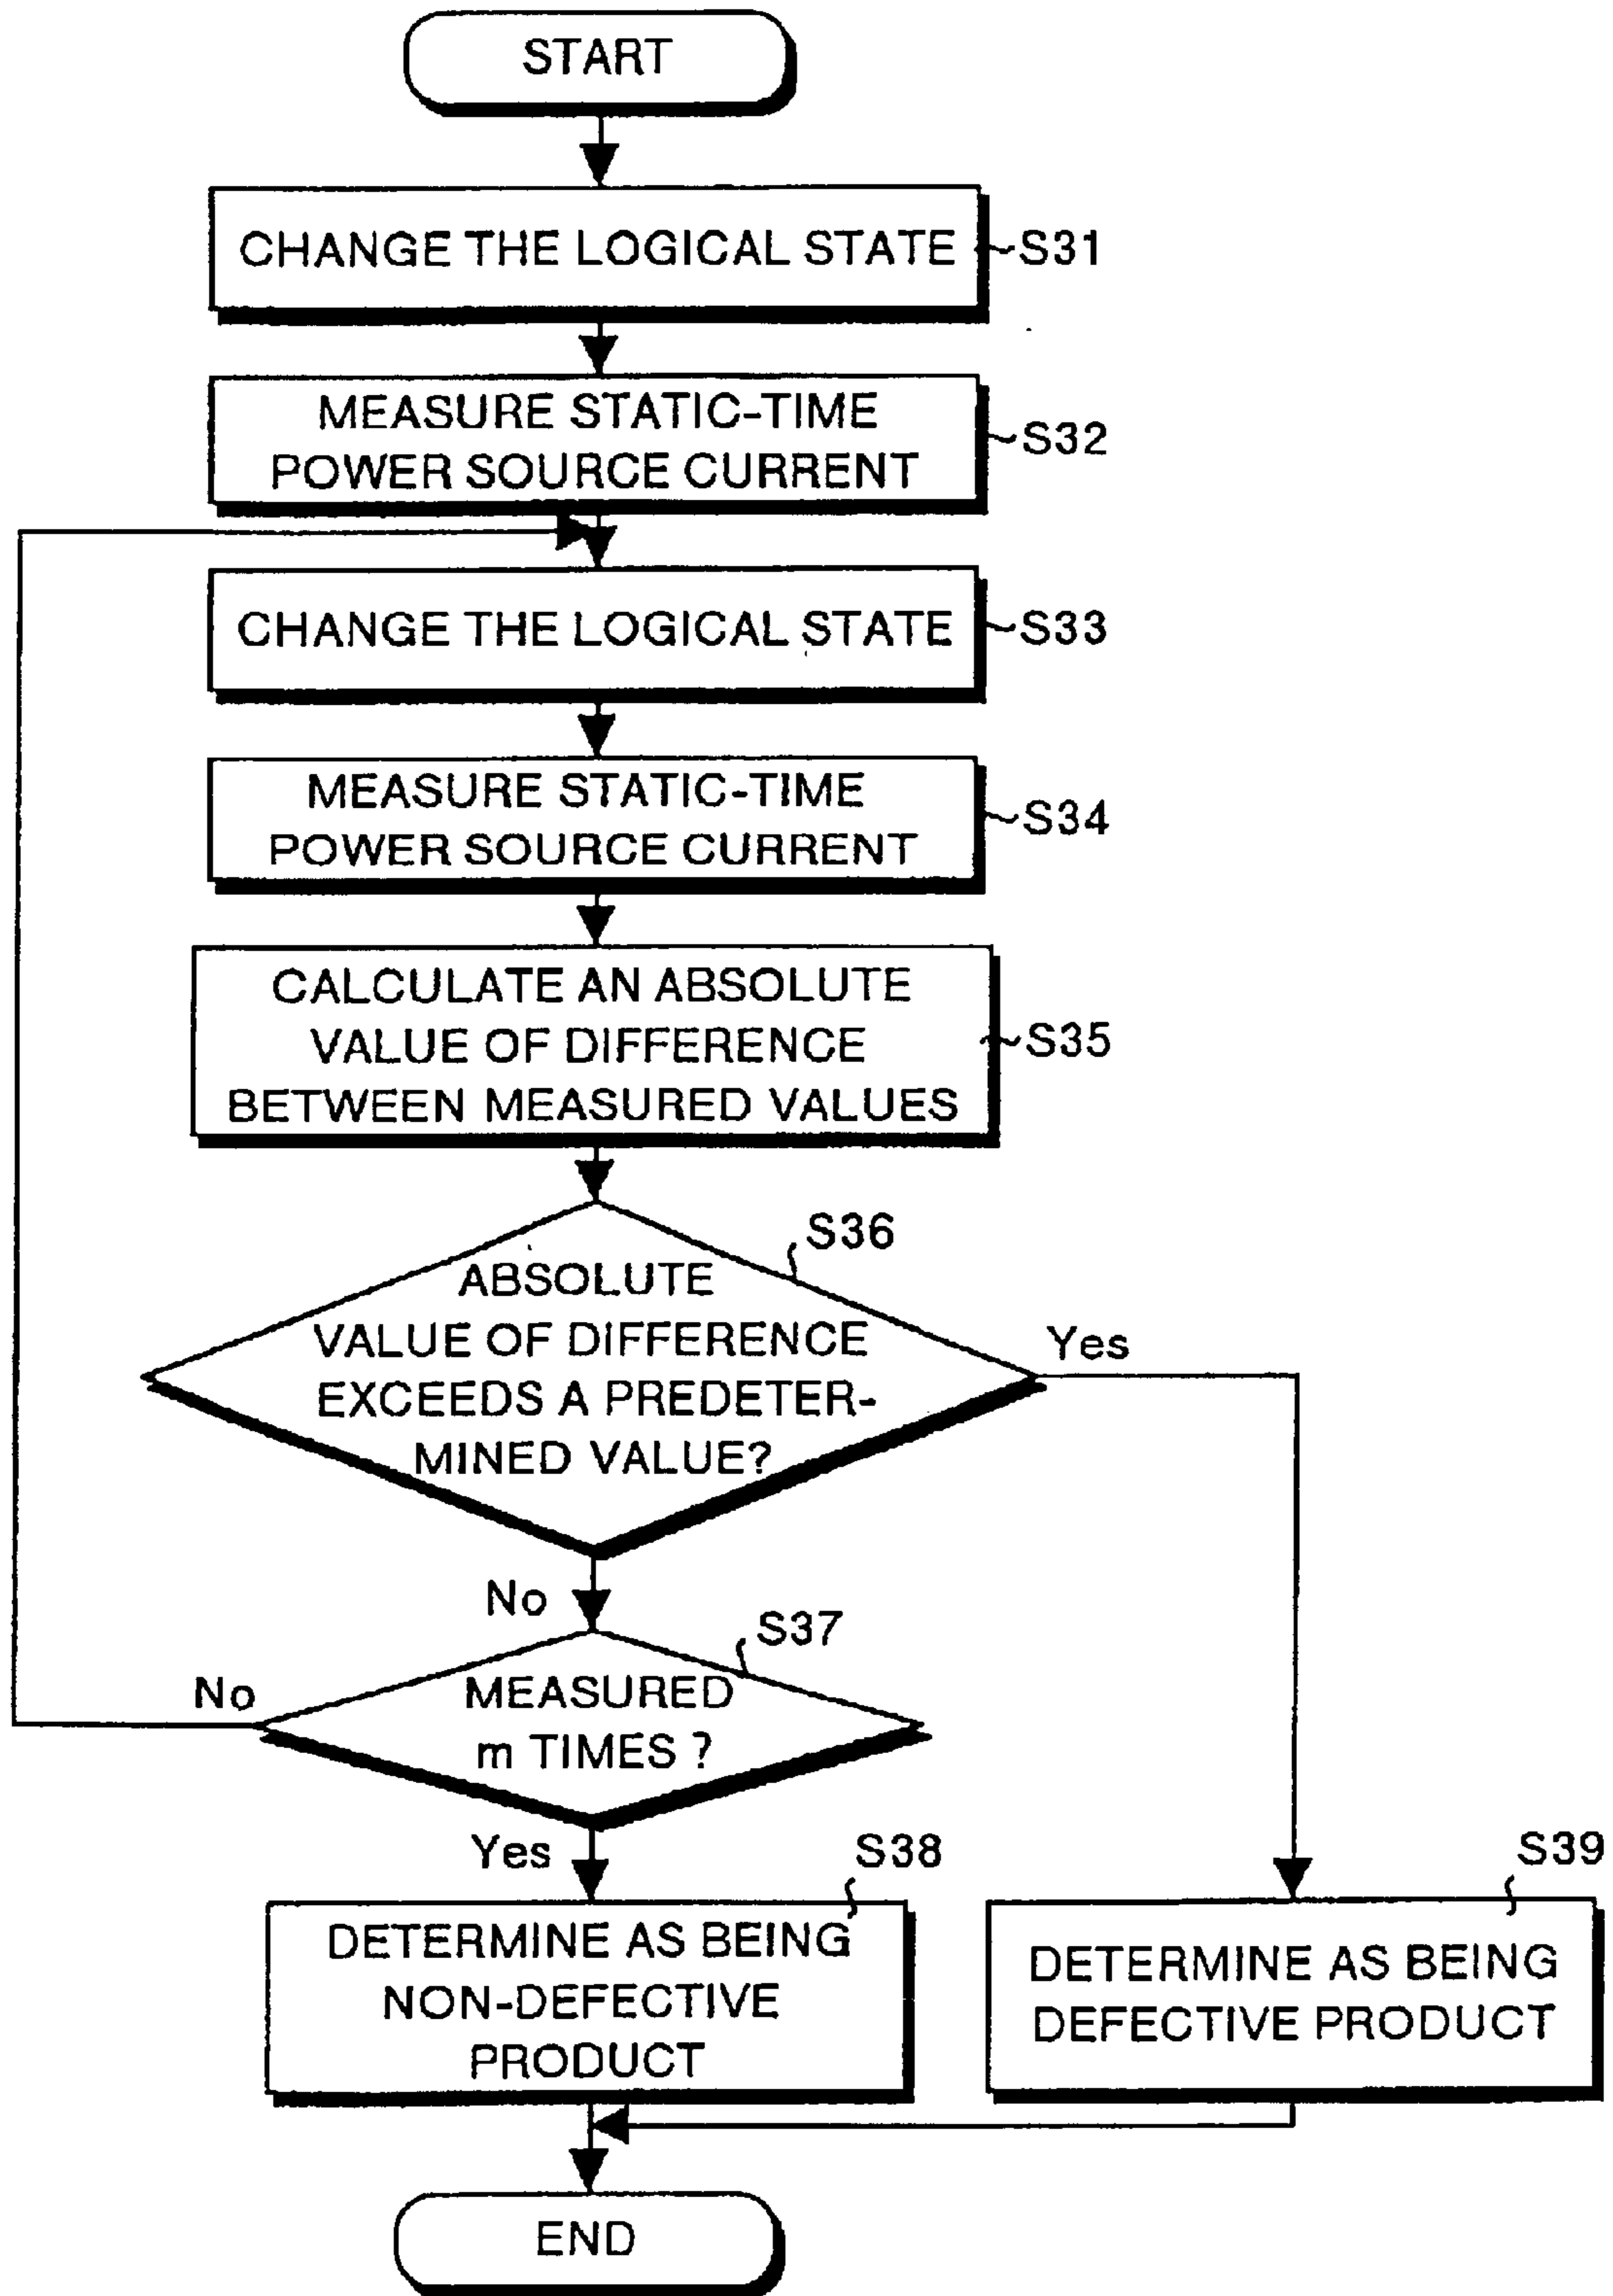 START
CHANGE THE LOGICAL STATE
S31
MEASURE STATIC-TIME
POWER SOURCE CURRENT
S32
CHANGE THE LOGICAL STATE
S33
MEASURE STATIC-TIME
POWER SOURCE CURRENT
S34
CALCULATE AN ABSOLUTE
VALUE OF DIFFERENCE
BETWEEN MEASURED VALUES
S35
S36
ABSOLUTE
VALUE OF DIFFERENCE
EXCEEDS A PREDETER-
MINED VALUE?
Yes
No
S37
MEASURED
m TIMES ?
No
Yes
S38
DETERMINE AS BEING
NON-DEFECTIVE
PRODUCT
S39
DETERMINE AS BEING
DEFECTIVE PRODUCT
END